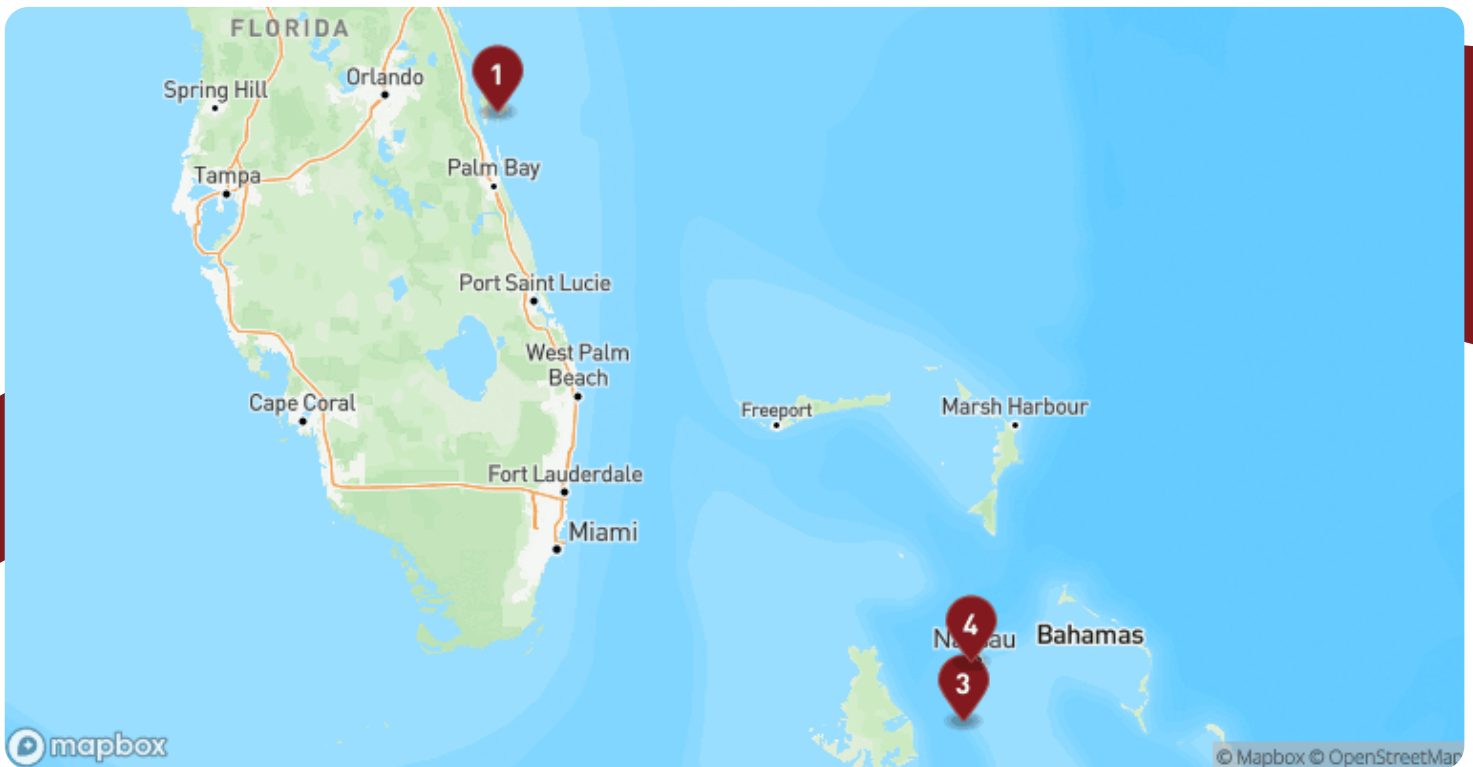 FLORIDA
1
Orlando
Spring Hill
Palm Bay
Tampa
Port Saint Lucie
West Palm
Beach
Cape Coral
Freeport
Marsh Harbour
Fort Lauderdale
Miami
4
Bahamas
3
mapbox
© Mapbox © OpenStreetMap